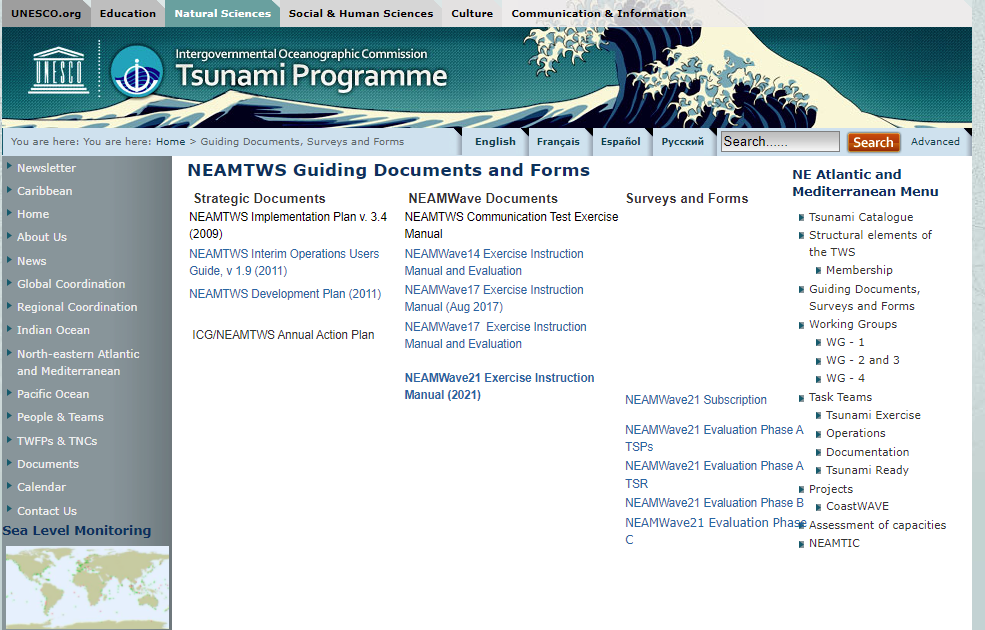 UNESCO.org Education Natural Sciences Social & Human Sciences Culture Communication & Information
UNESCO
Intergovernmental Oceanographic Commission
Tsunami Programme
You are here: You are here: Home > Guiding Documents, Surveys and Forms
English Français Español Русский Search...... Search Advanced
Newsletter
Caribbean
Home
About Us
News
Global Coordination
Regional Coordination
Indian Ocean
North-eastern Atlantic
and Mediterranean
Pacific Ocean
People & Teams
TWFPs & TNCs
Documents
Calendar
Contact Us
Sea Level Monitoring
NEAMTWS Guiding Documents and Forms
Strategic Documents
NEAMTWS Implementation Plan v. 3.4
(2009)
NEAMTWS Interim Operations Users
Guide, v 1.9 (2011)
NEAMTWS Development Plan (2011)
ICG/NEAMTWS Annual Action Plan
NEAMWave Documents
NEAMTWS Communication Test Exercise
Manual
NEAMWave14 Exercise Instruction
Manual and Evaluation
NEAMWave17 Exercise Instruction
Manual (Aug 2017)
NEAMWave17 Exercise Instruction
Manual and Evaluation
NEAMWave21 Exercise Instruction
Manual (2021)
Surveys and Forms
NEAMWave21 Subscription
NEAMWave21 Evaluation Phase A
TSPs
NEAMWave21 Evaluation Phase A
TSR
NEAMWave21 Evaluation Phase B
NEAMWave21 Evaluation Phase
C
NE Atlantic and
Mediterranean Menu
Tsunami Catalogue
Structural elements of
the TWS
Membership
Guiding Documents,
Surveys and Forms
Working Groups
WG - 1
WG - 2 and 3
WG - 4
Task Teams
Tsunami Exercise
Operations
Documentation
Tsunami Ready
Projects
CoastWAVE
Assessment of capacities
NEAMTIC